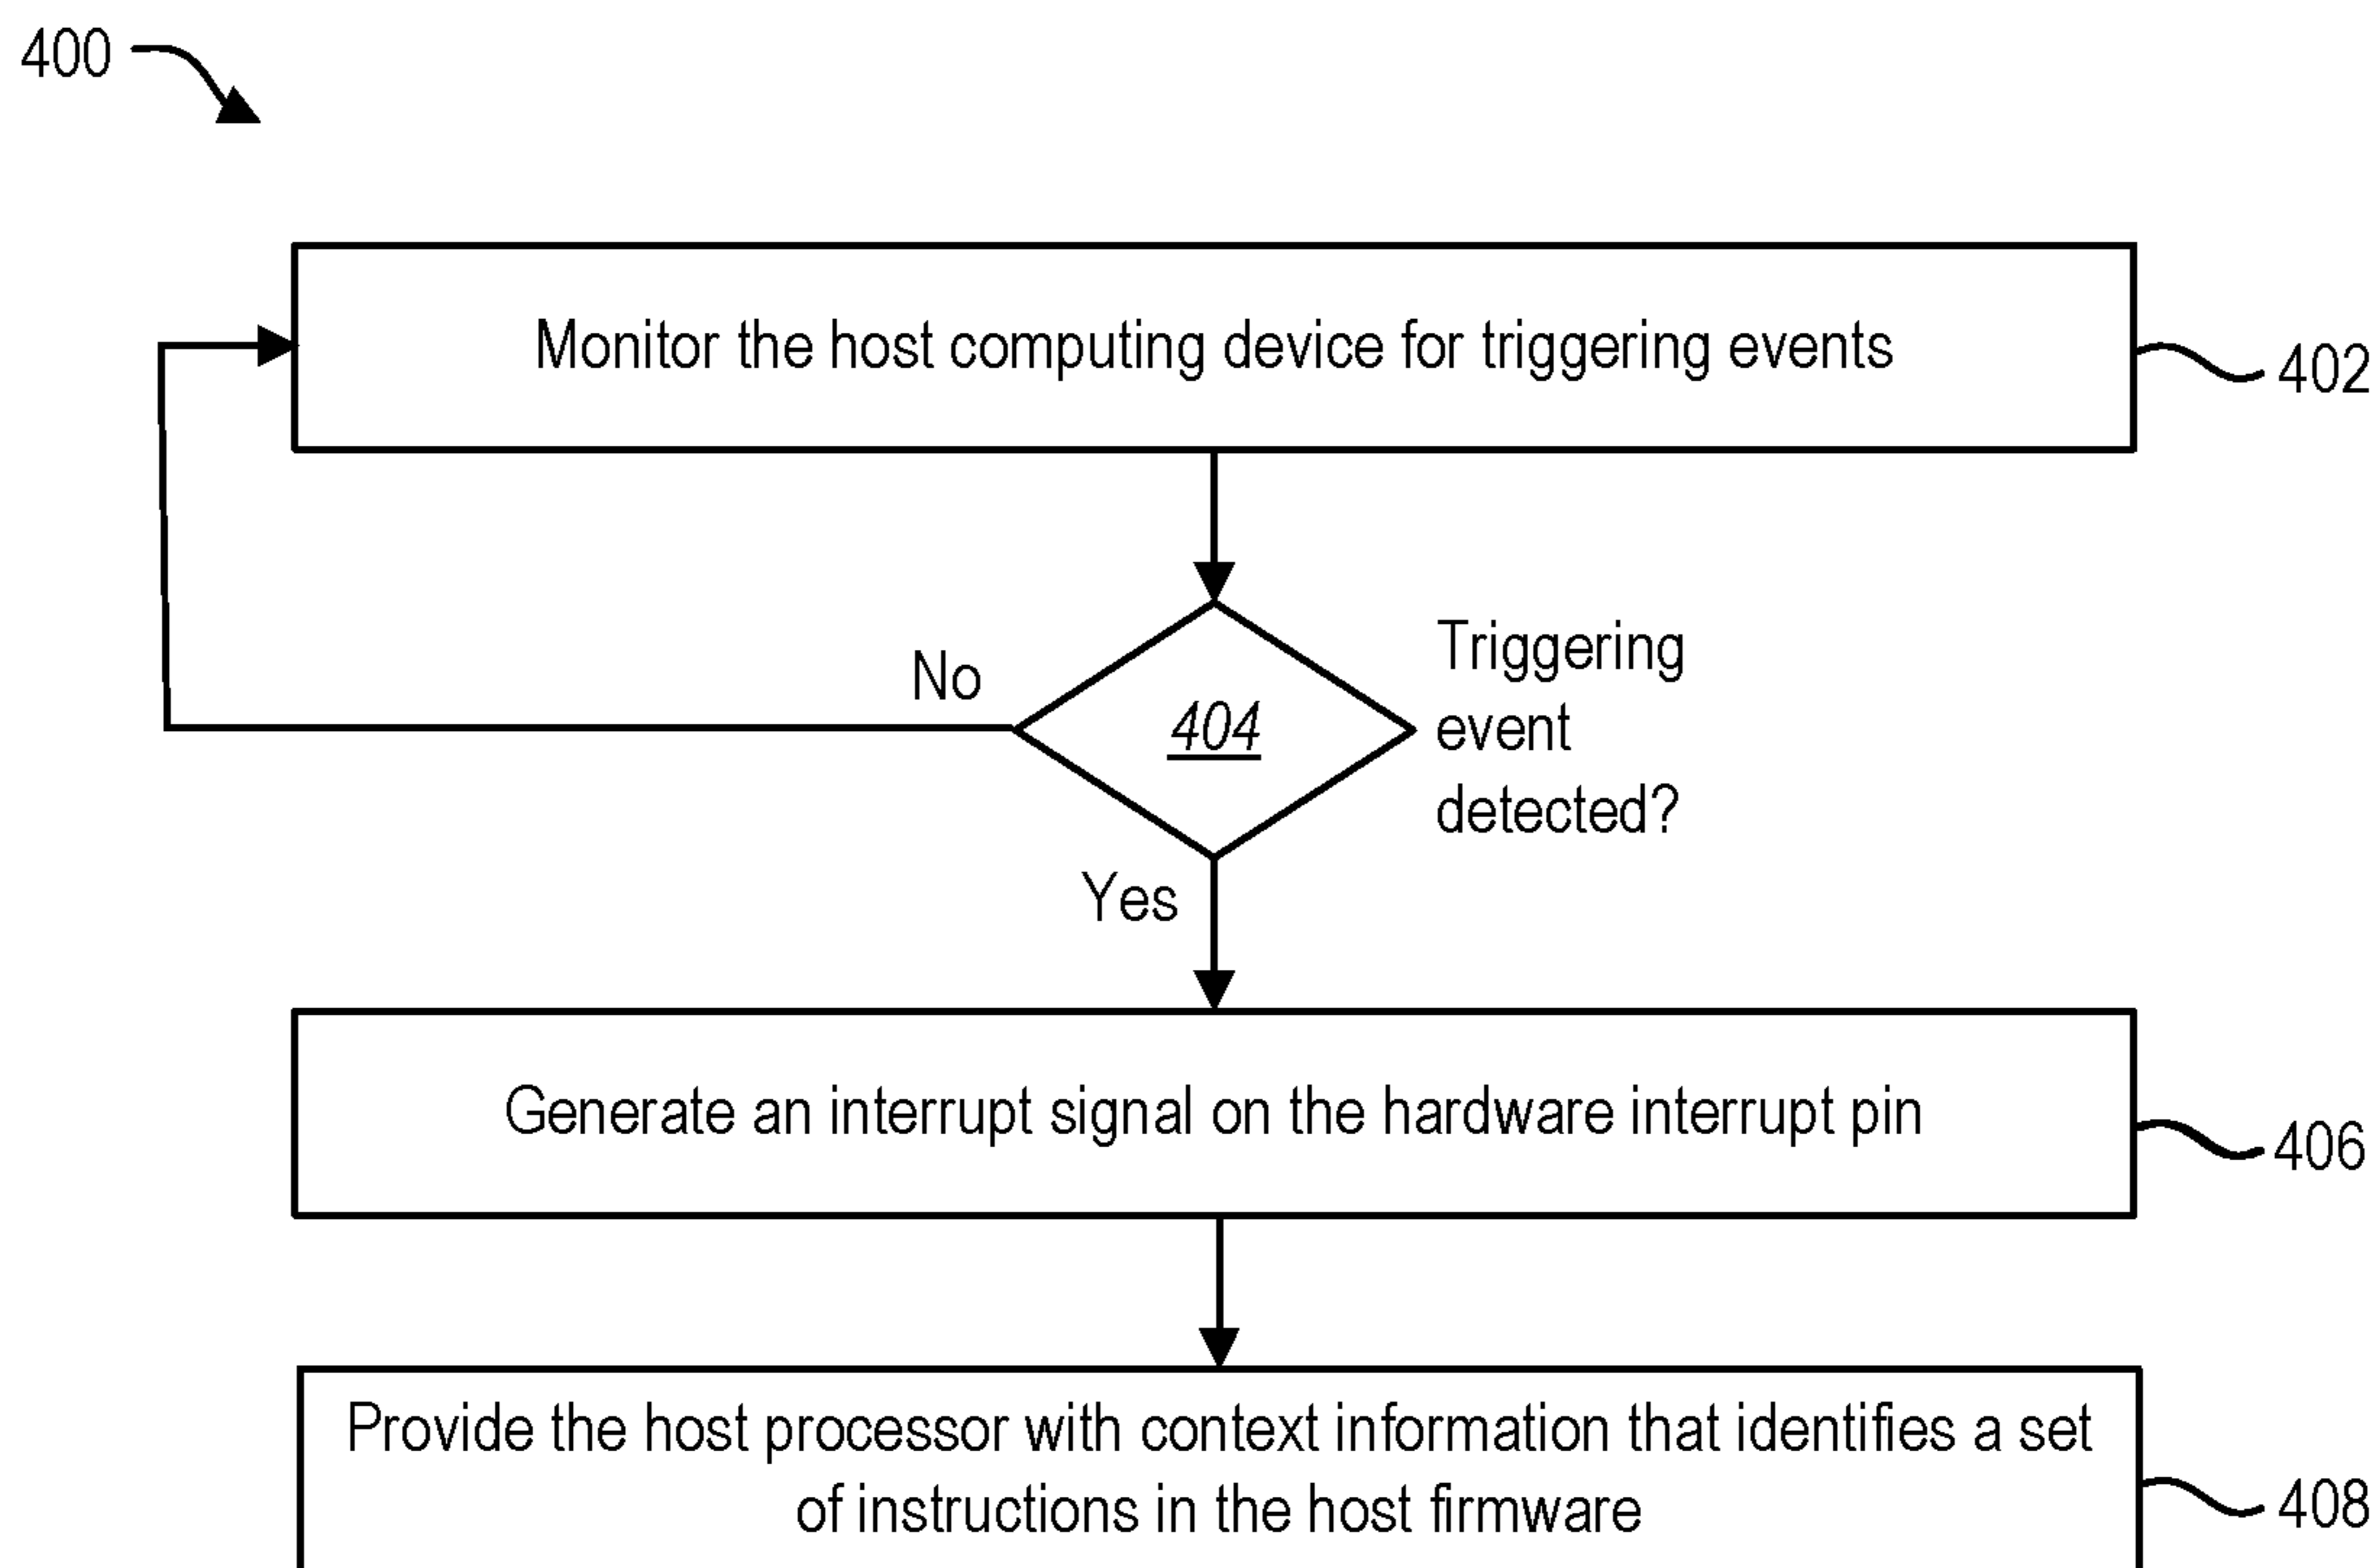 400
Monitor the host computing device for triggering events
402
No
404
Triggering
event
detected?
Yes
Generate an interrupt signal on the hardware interrupt pin
406
Provide the host processor with context information that identifies a set
of instructions in the host firmware
408